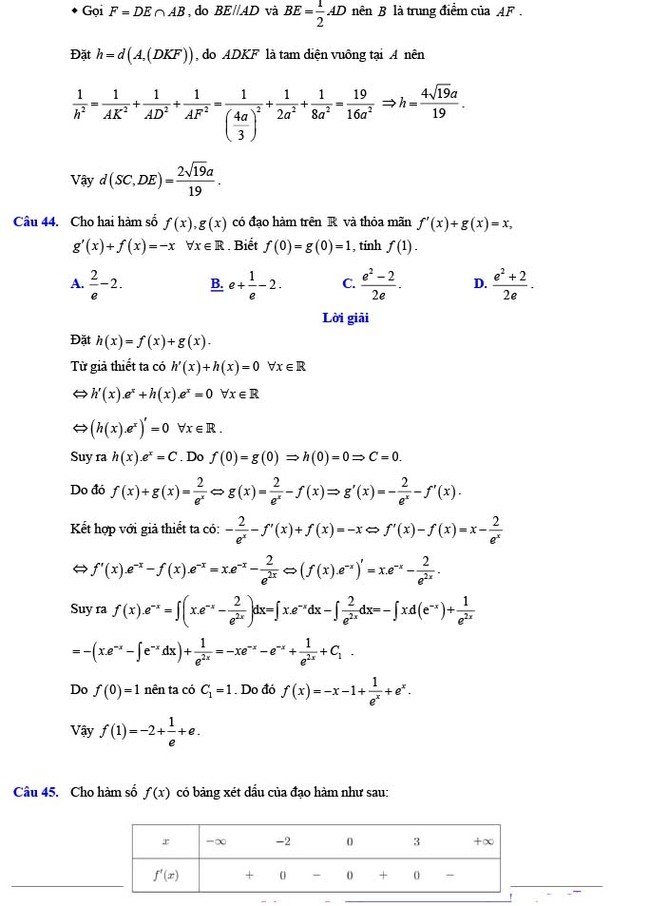 ♦ Gọi F = DE ∩ AB, do BE//AD và BE = 1/2 AD nên B là trung điểm của AF .
Đặt h = d(A,(DKF)), do ADKF là tam diện vuông tại A nên
1/h² = 1/AK² + 1/AD² + 1/AF² = 1/(4a/3)² + 1/2a² + 1/8a² = 19/16a² ⇒ h = 4√19a/19 .
Vậy d(SC,DE) = 2√19a/19 .
Câu 44. Cho hai hàm số f(x), g(x) có đạo hàm trên ℝ và thỏa mãn f'(x)+g(x)=x,
g'(x)+f(x)=−x ∀x∈ℝ. Biết f(0)=g(0)=1, tính f(1).
A. 2/e −2. B. e+1/e −2. C. (e²−2)/2e . D. (e²+2)/2e .
Lời giải
Đặt h(x)=f(x)+g(x).
Từ giả thiết ta có h'(x)+h(x)=0 ∀x∈ℝ
⇔ h'(x).eˣ+h(x).eˣ=0 ∀x∈ℝ
⇔ (h(x).eˣ)'=0 ∀x∈ℝ .
Suy ra h(x).eˣ=C . Do f(0)=g(0) ⇒ h(0)=0 ⇒ C=0.
Do đó f(x)+g(x)=2/eˣ ⇔ g(x)=2/eˣ −f(x) ⇒ g'(x)=−2/eˣ −f'(x).
Kết hợp với giả thiết ta có: −2/eˣ −f'(x)+f(x)=−x ⇔ f'(x)−f(x)=x−2/eˣ
⇔ f'(x).e⁻ˣ−f(x).e⁻ˣ=x.e⁻ˣ−2/e²ˣ ⇔ (f(x).e⁻ˣ)'=x.e⁻ˣ−2/e²ˣ .
Suy ra f(x).e⁻ˣ=∫(x.e⁻ˣ−2/e²ˣ)dx=∫x.e⁻ˣdx−∫2/e²ˣ dx=−∫x.d(e⁻ˣ)+1/e²ˣ
=−(x.e⁻ˣ−∫e⁻ˣ.dx)+1/e²ˣ=−xe⁻ˣ−e⁻ˣ+1/e²ˣ+C₁ .
Do f(0)=1 nên ta có C₁=1. Do đó f(x)=−x−1+1/eˣ+eˣ.
Vậy f(1)=−2+1/e+e.
Câu 45. Cho hàm số f(x) có bảng xét dấu của đạo hàm như sau:
x −∞ −2 0 3 +∞
f'(x) + 0 − 0 + 0 −